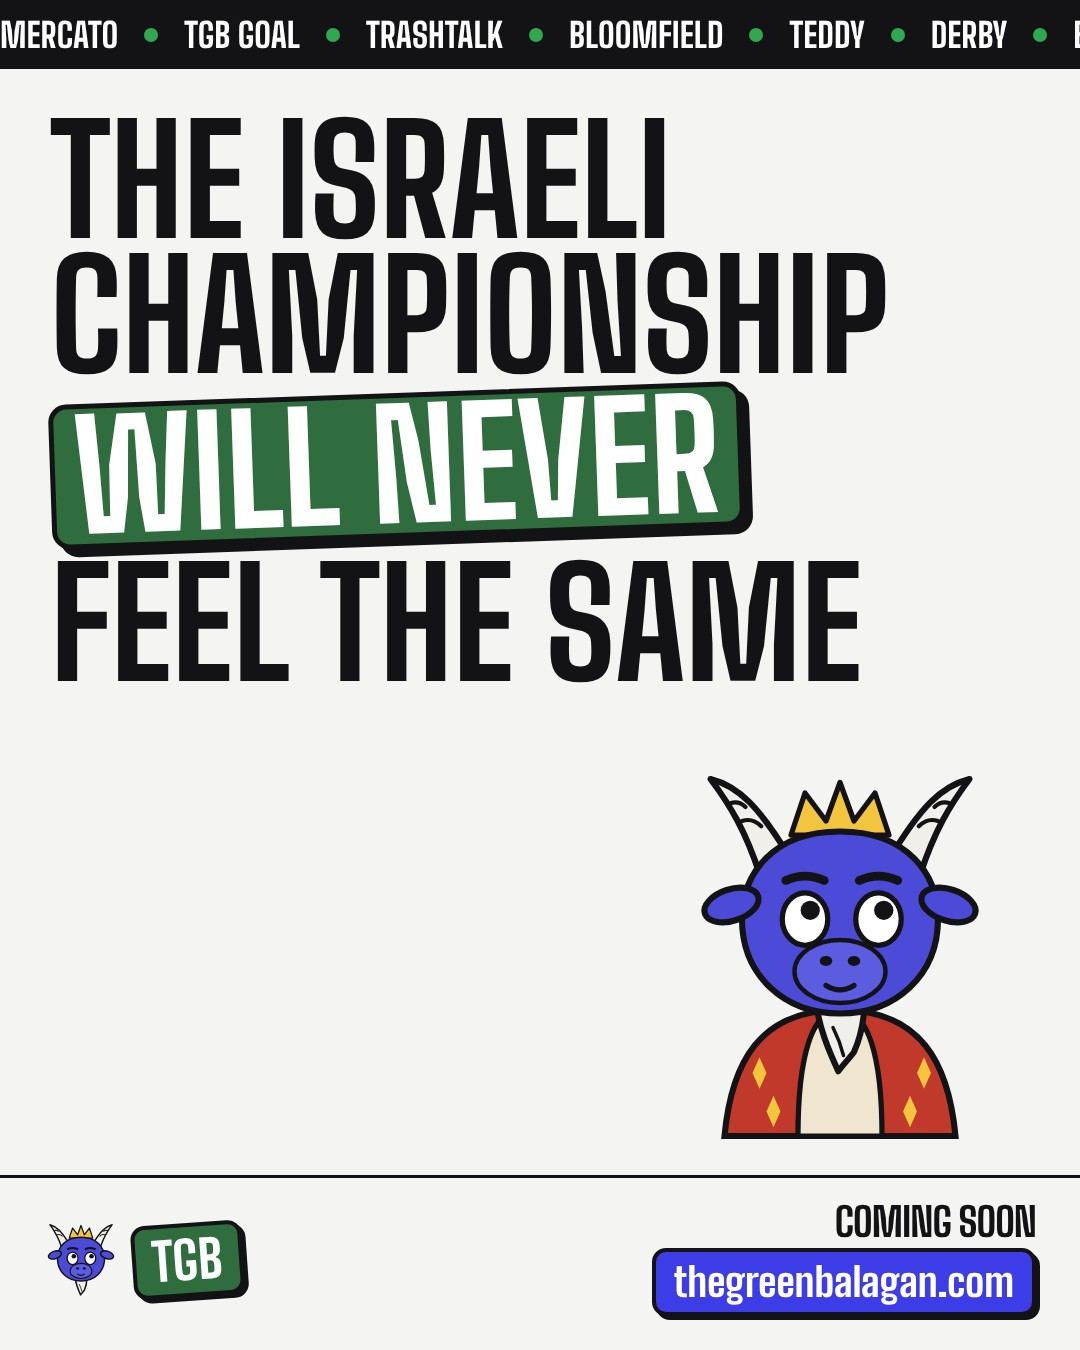 MERCATO • TGB GOAL • TRASHTALK • BLOOMFIELD • TEDDY • DERBY •
THE ISRAELI
CHAMPIONSHIP
WILL NEVER
FEEL THE SAME
TGB
COMING SOON
thegreenbalagan.com